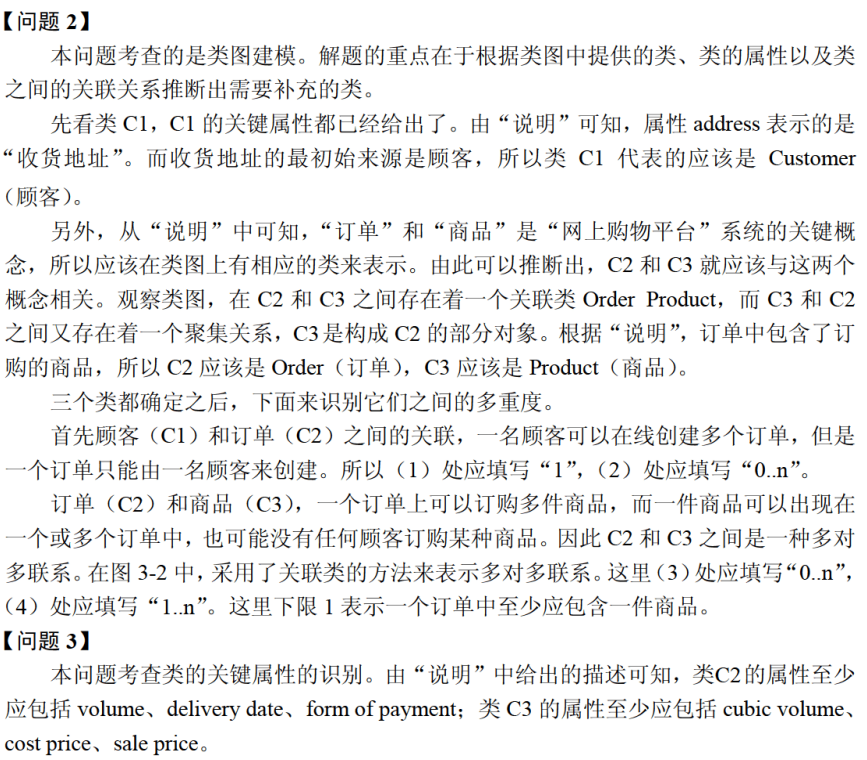 【问题 2】
本问题考查的是类图建模。解题的重点在于根据类图中提供的类、类的属性以及类
之间的关联关系推断出需要补充的类。
先看类 C1，C1 的关键属性都已经给出了。由“说明”可知，属性 address 表示的是
“收货地址”。而收货地址的最初始来源是顾客，所以类 C1 代表的应该是 Customer
（顾客）。
另外，从“说明”中可知，“订单”和“商品”是“网上购物平台”系统的关键概
念，所以应该在类图上有相应的类来表示。由此可以推断出，C2 和 C3 就应该与这两个
概念相关。观察类图，在 C2 和 C3 之间存在着一个关联类 Order Product，而 C3 和 C2
之间又存在着一个聚集关系，C3是构成 C2 的部分对象。根据“说明”，订单中包含了订
购的商品，所以 C2 应该是 Order（订单），C3 应该是 Product（商品）。
三个类都确定之后，下面来识别它们之间的多重度。
首先顾客（C1）和订单（C2）之间的关联，一名顾客可以在线创建多个订单，但是
一个订单只能由一名顾客来创建。所以（1）处应填写“1”，（2）处应填写“0..n”。
订单（C2）和商品（C3），一个订单上可以订购多件商品，而一件商品可以出现在
一个或多个订单中，也可能没有任何顾客订购某种商品。因此 C2 和 C3 之间是一种多对
多联系。在图 3-2 中，采用了关联类的方法来表示多对多联系。这里（3）处应填写“0..n”，
（4）处应填写“1..n”。这里下限 1 表示一个订单中至少应包含一件商品。
【问题 3】
本问题考查类的关键属性的识别。由“说明”中给出的描述可知，类C2的属性至少
应包括 volume、delivery date、form of payment；类 C3 的属性至少应包括 cubic volume、
cost price、sale price。